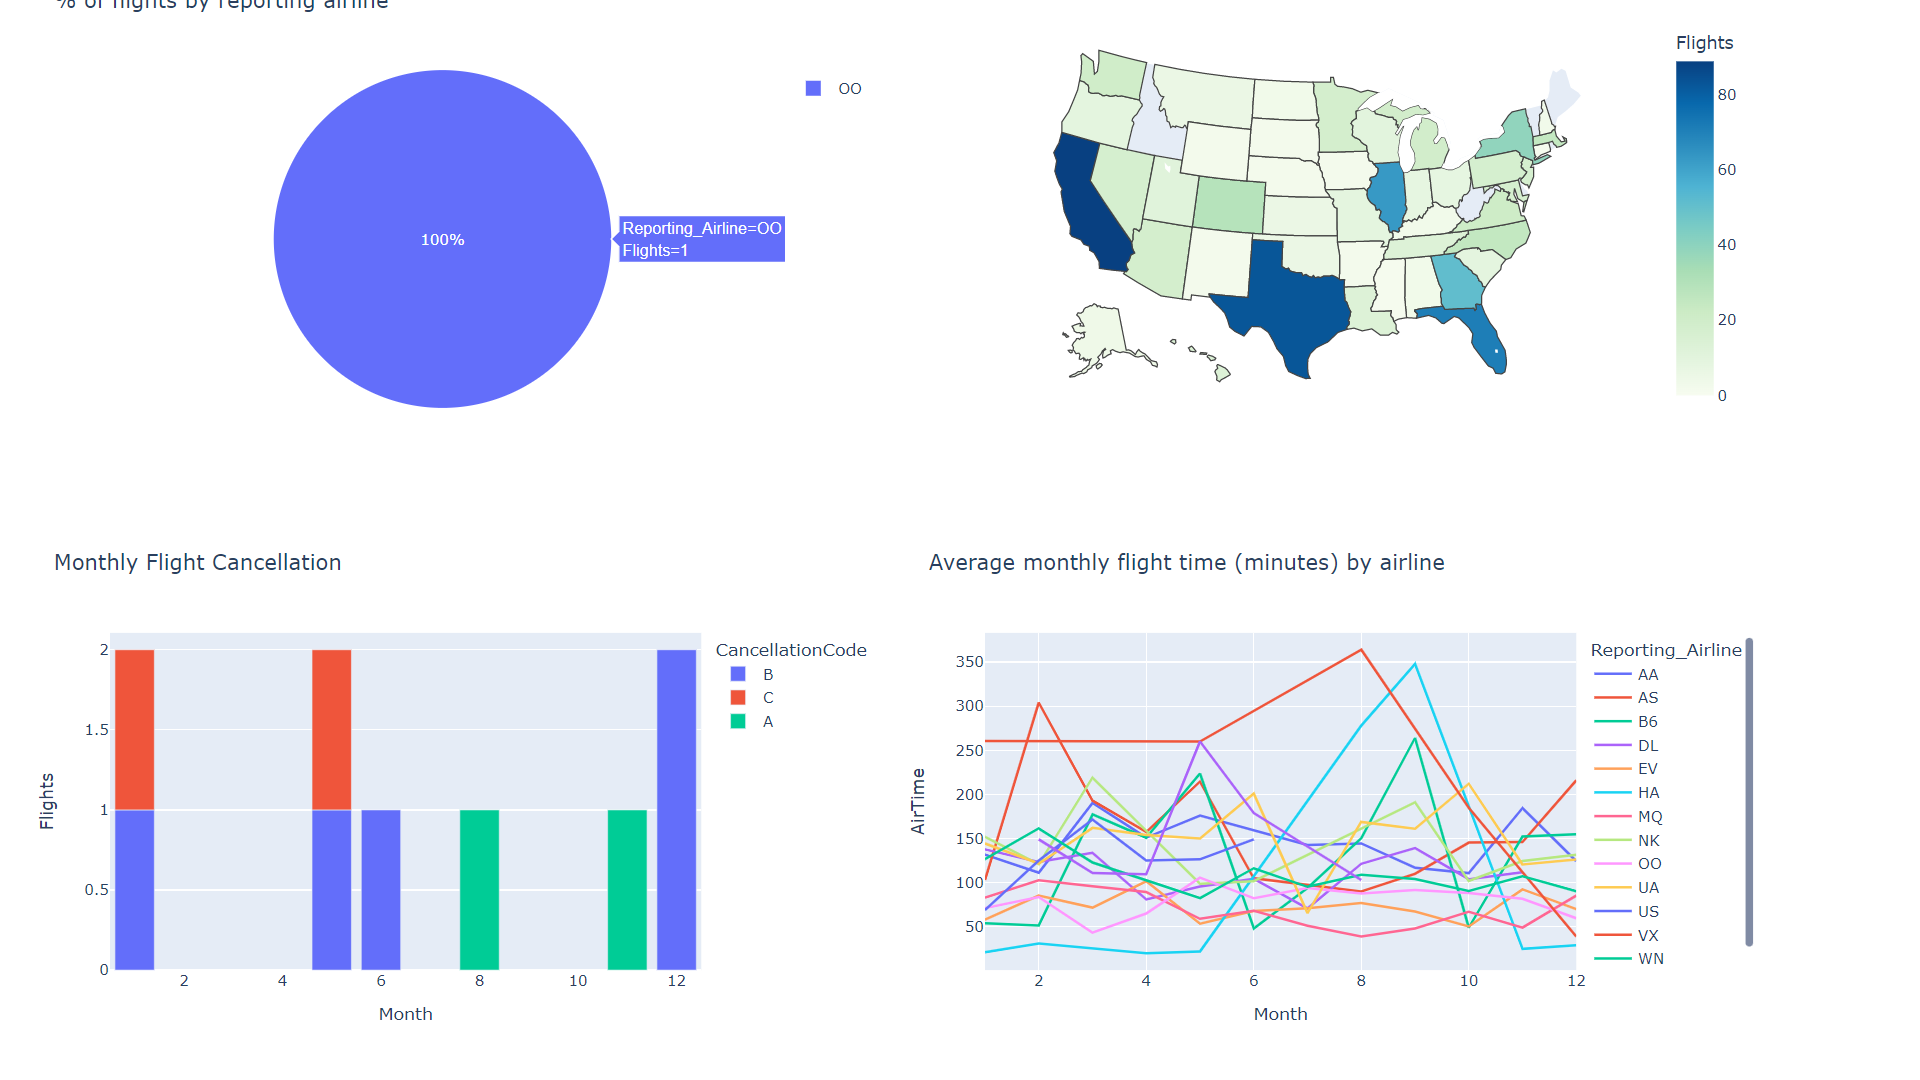 % of flights by reporting airline
OO
100%
Reporting_Airline=OO
Flights=1
Flights
80
60
40
20
0
Monthly Flight Cancellation
2
1.5
1
0.5
0
Flights
2
4
6
8
10
12
Month
CancellationCode
B
C
A
Average monthly flight time (minutes) by airline
350
300
250
200
150
100
50
AirTime
2
4
6
8
10
12
Month
Reporting_Airline
AA
AS
B6
DL
EV
HA
MQ
NK
OO
UA
US
VX
WN